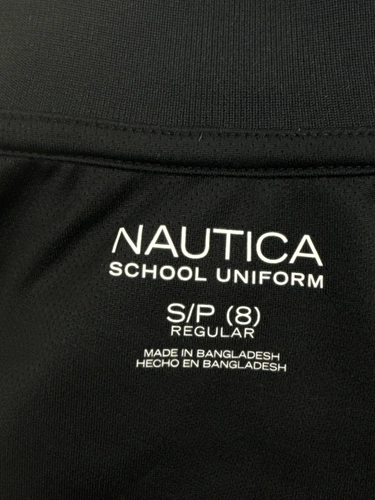 NAUTICA
SCHOOL UNIFORM
S/P (8)
REGULAR
MADE IN BANGLADESH
HECHO EN BANGLADESH